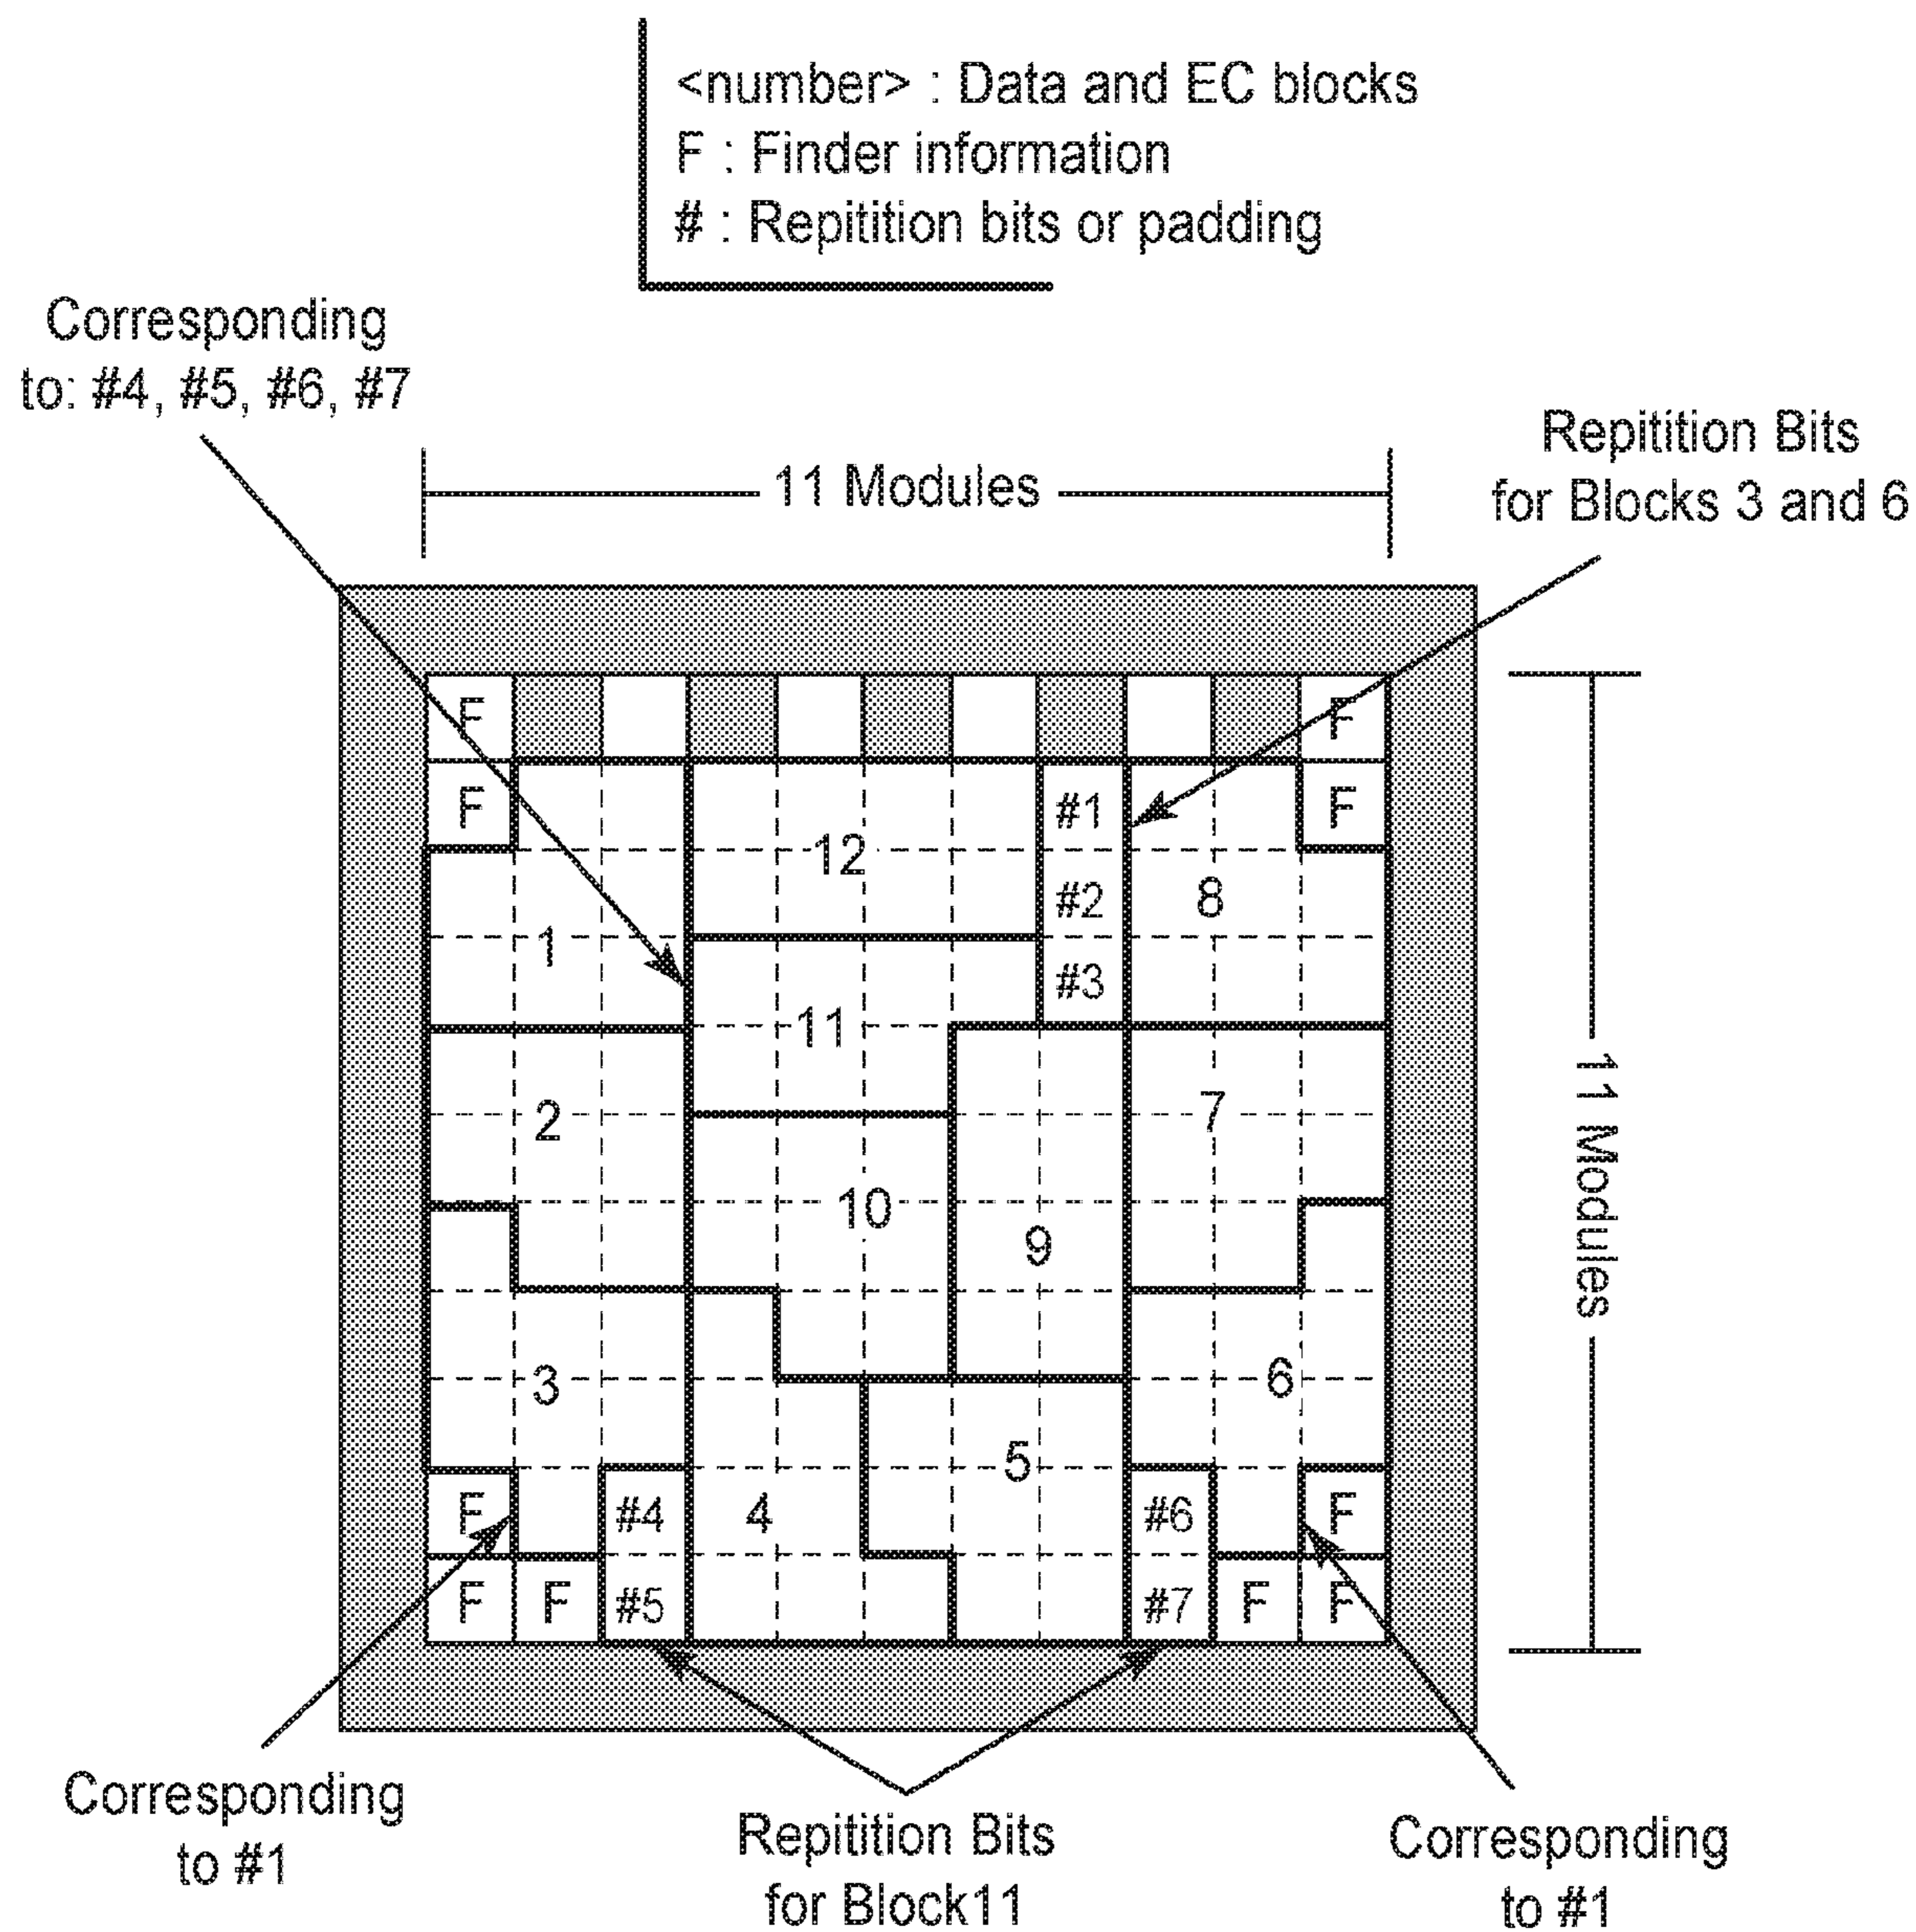 <number> : Data and EC blocks
F : Finder information
# : Repitition bits or padding
Corresponding
to: #4, #5, #6, #7
Repitition Bits
for Blocks 3 and 6
11 Modules
F F
F #1 F
12
#2 8
1 #3
11
2 7
10
9
3 6
5
F #4 4 #6 F
F F #5 #7 F F
11 Modules
Corresponding
to #1
Repitition Bits
for Block11
Corresponding
to #1